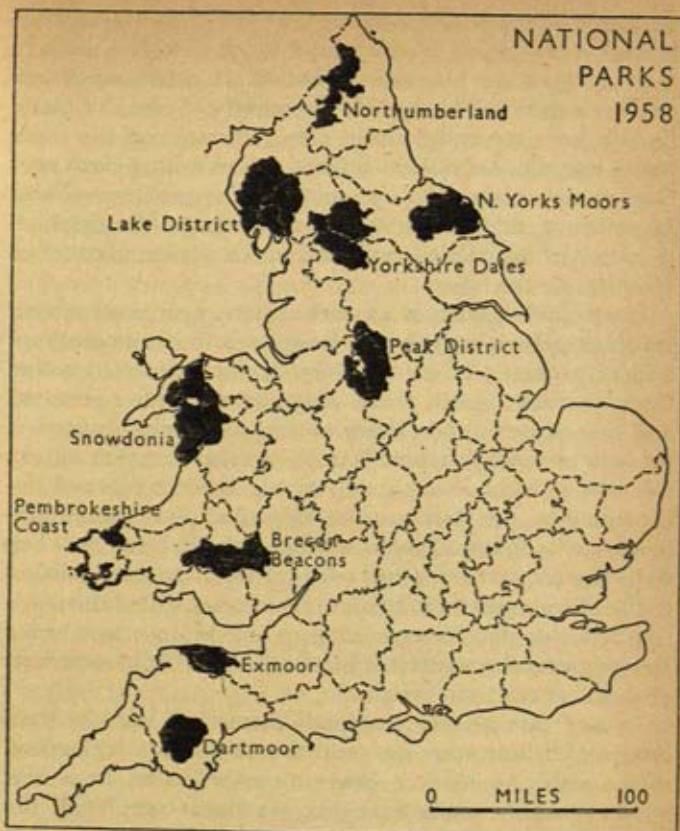 NATIONAL
PARKS
1958
Northumberland
N. Yorks Moors
Lake District
Yorkshire Dales
Peak District
Snowdonia
Pembrokeshire
Coast
Brecon
Beacons
Exmoor
Dartmoor
0 MILES 100